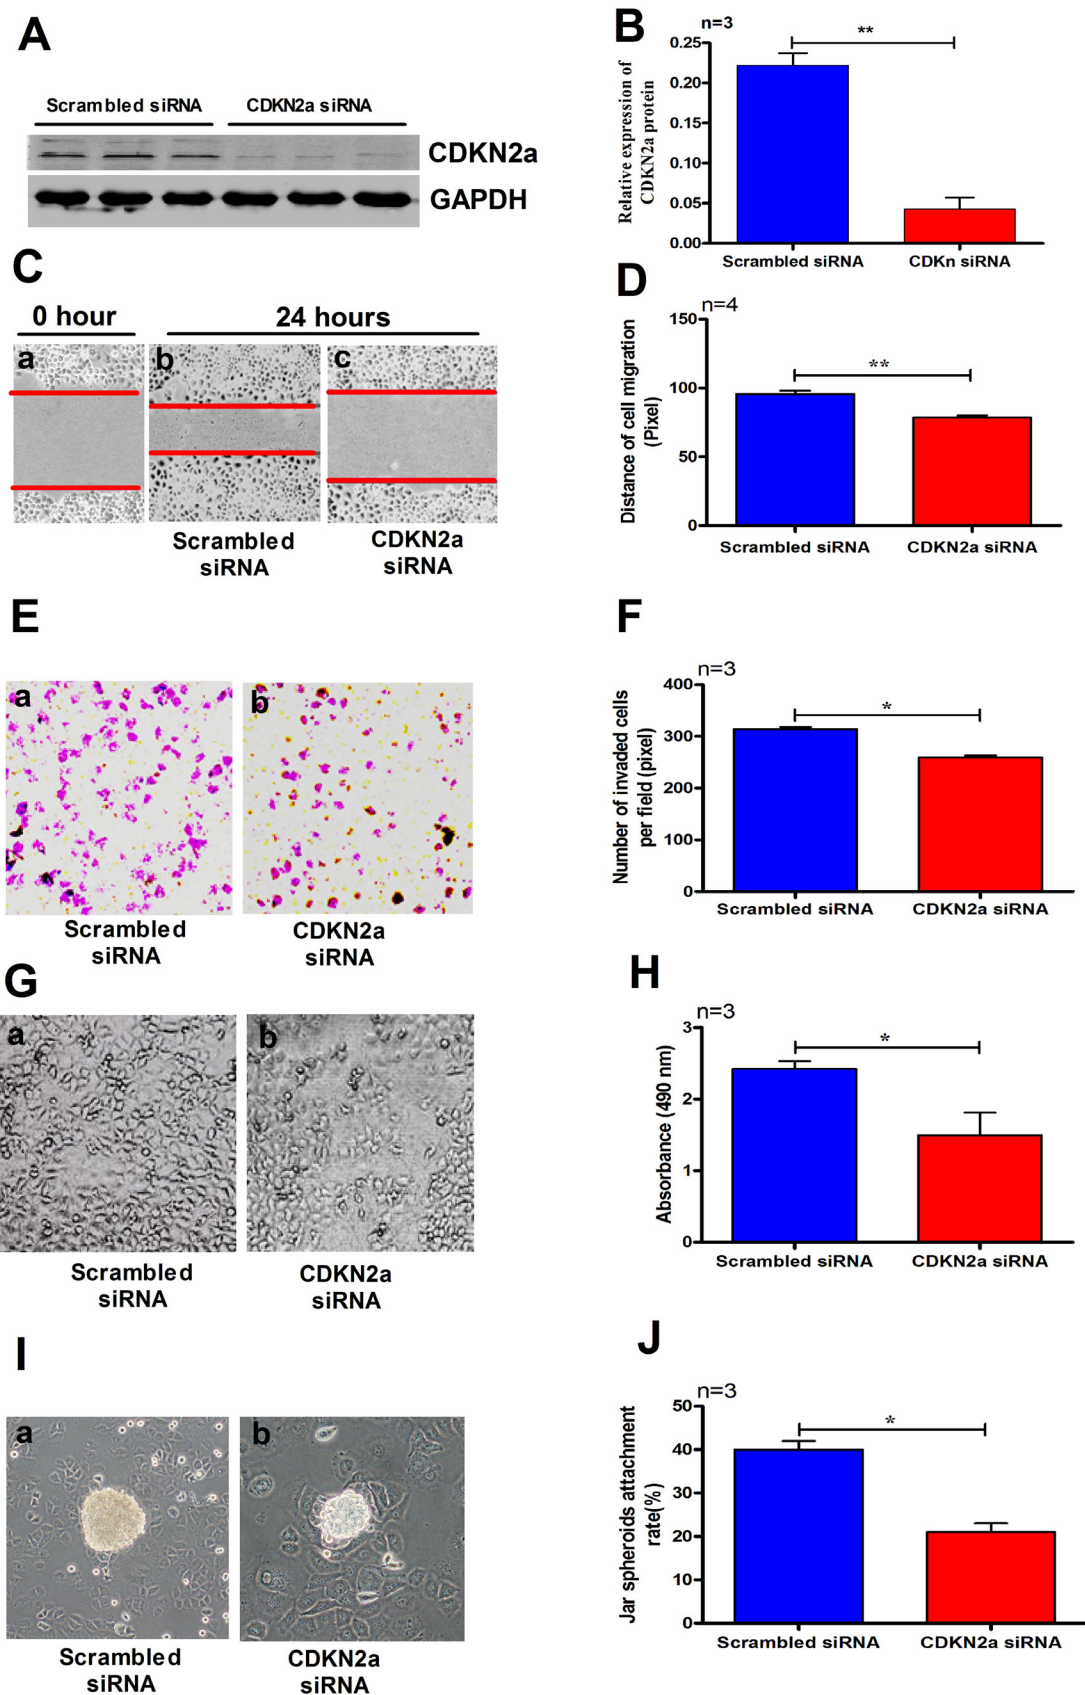 A
Scrambled siRNA
CDKN2a siRNA
CDKN2a
GAPDH
B
n=3
**
Relative expression of
CDKN2a protein
0.25
0.20
0.15
0.10
0.05
0.00
Scrambled siRNA
CDKn siRNA
C
0 hour
24 hours
a
b
c
Scrambled
siRNA
CDKN2a
siRNA
D
n=4
**
Distance of cell migration
(Pixel)
150
100
50
0
Scrambled siRNA
CDKN2a siRNA
E
a
b
Scrambled
siRNA
CDKN2a
siRNA
F
n=3
*
Number of invaded cells
per field (pixel)
400
300
200
100
0
Scrambled siRNA
CDKN2a siRNA
G
a
b
Scrambled
siRNA
CDKN2a
siRNA
H
n=3
*
Absorbance (490 nm)
3
2
1
0
Scrambled siRNA
CDKN2a siRNA
I
a
b
Scrambled
siRNA
CDKN2a
siRNA
J
n=3
*
Jar spheroids attachment
rate(%)
50
40
30
20
10
0
Scrambled siRNA
CDKN2a siRNA